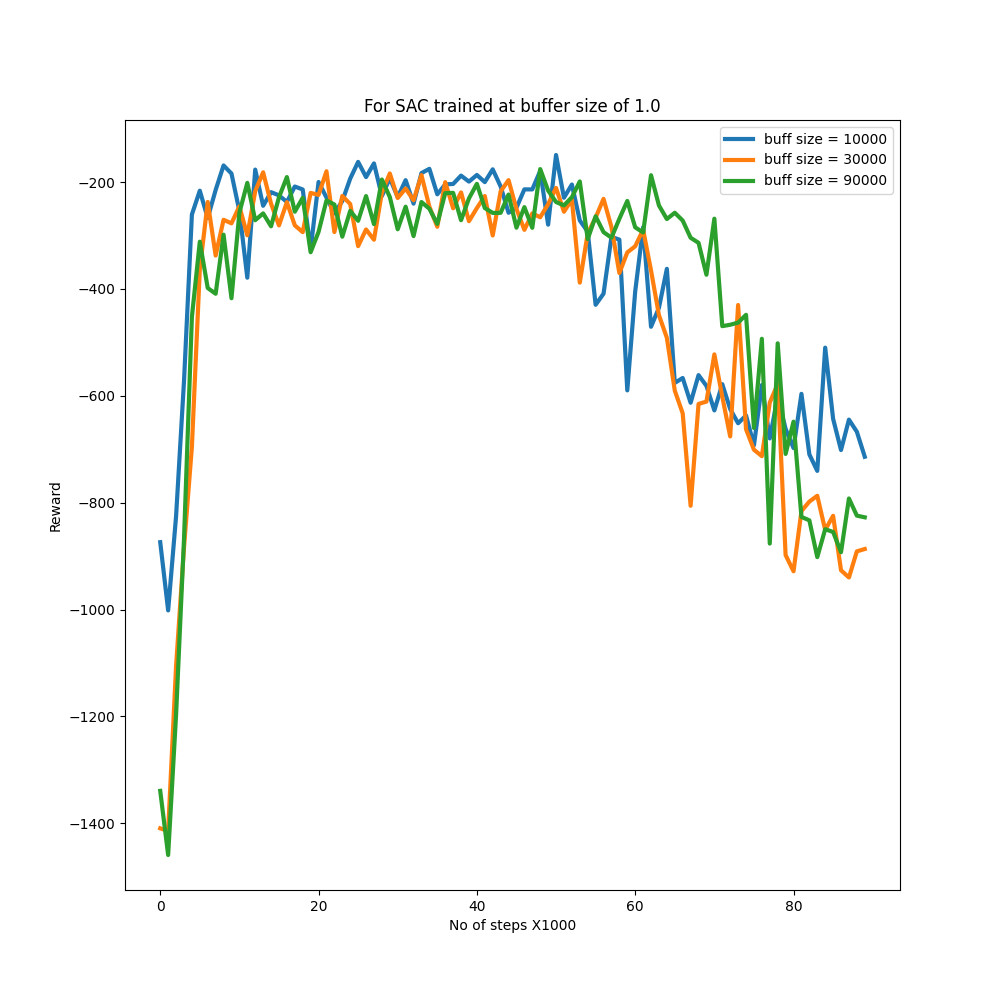 For SAC trained at buffer size of 1.0
buff size = 10000
buff size = 30000
buff size = 90000
Reward
−200
−400
−600
−800
−1000
−1200
−1400
0 20 40 60 80
No of steps X1000